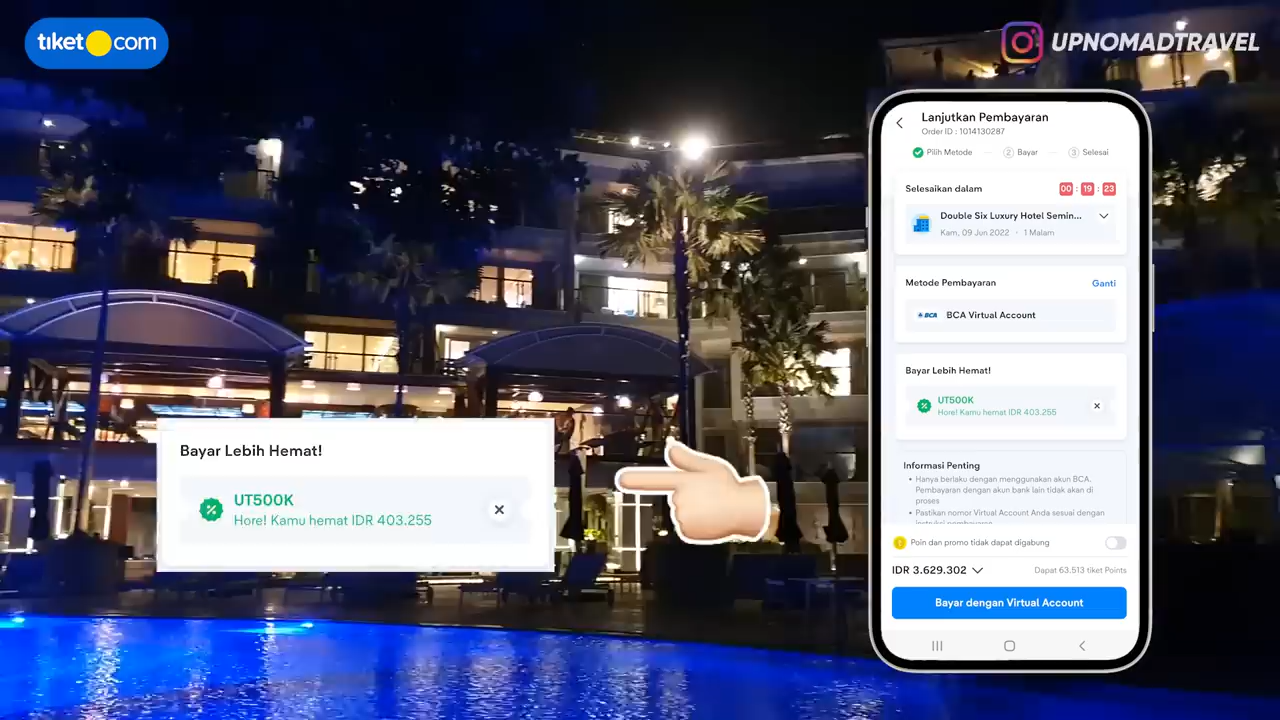 tiket.com
UPNOMADTRAVEL
Lanjutkan Pembayaran
Order ID : 1014130287
Pilih Metode
2 Bayar
3 Selesai
Selesaikan dalam
00 : 19 : 23
Double Six Luxury Hotel Semin...
Kam, 09 Jun 2022 • 1 Malam
Metode Pembayaran
Ganti
BCA
BCA Virtual Account
Bayar Lebih Hemat!
UT500K
Hore! Kamu hemat IDR 403.255
Informasi Penting
• Hanya berlaku dengan menggunakan akun BCA.
Pembayaran dengan akun bank lain tidak akan di
proses
• Pastikan nomor Virtual Account Anda sesuai dengan
instruksi pembayaran
Poin dan promo tidak dapat digabung
IDR 3.629.302
Dapat 63.513 tiket Points
Bayar dengan Virtual Account
Bayar Lebih Hemat!
UT500K
Hore! Kamu hemat IDR 403.255